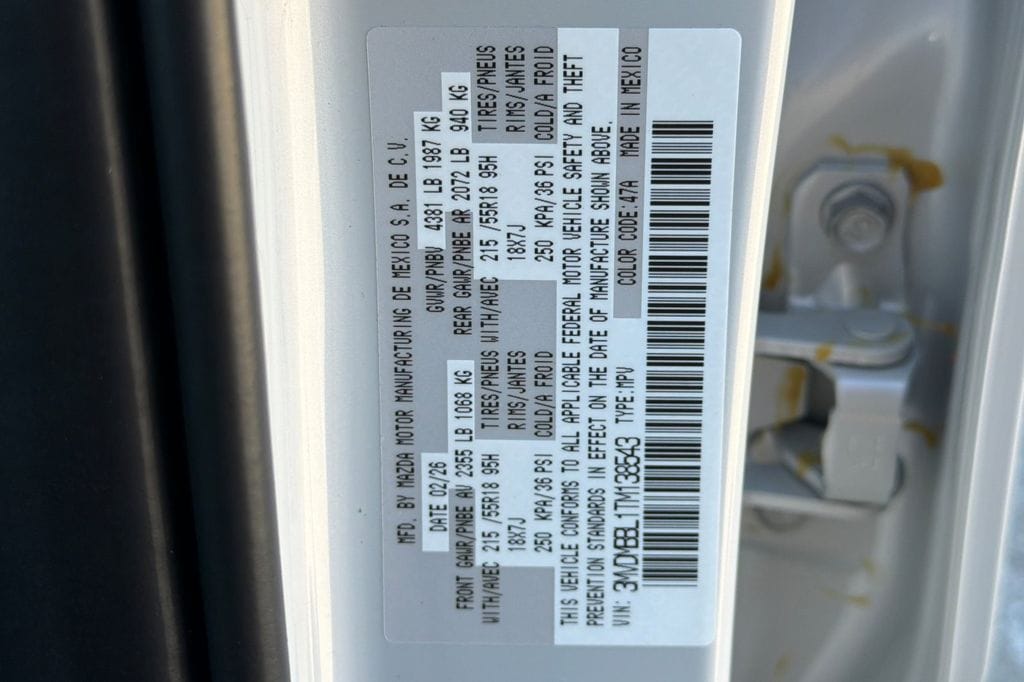 MFD. BY MAZDA MOTOR MANUFACTURING DE MEXICO S.A. DE C.V.
DATE 02/26 GVWR/PNBV 4381 LB 1987 KG
FRONT GAWR/PNBE AV 2355 LB 1068 KG REAR GAWR/PNBE AR 2072 LB 940 KG
WITH/AVEC 215 /55R18 95H TIRES/PNEUS WITH/AVEC 215 /55R18 95H TIRES/PNEUS
18X7J RIMS/JANTES 18X7J RIMS/JANTES
250 KPA/36 PSI COLD/A FROID 250 KPA/36 PSI COLD/A FROID
THIS VEHICLE CONFORMS TO ALL APPLICABLE FEDERAL MOTOR VEHICLE SAFETY AND THEFT
PREVENTION STANDARDS IN EFFECT ON THE DATE OF MANUFACTURE SHOWN ABOVE.
VIN: 3MVDMBBL1TM138543 TYPE:MPV COLOR CODE:47A MADE IN MEXICO